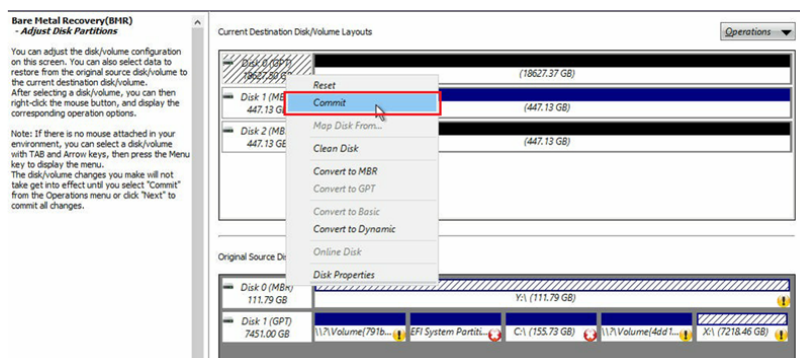 Bare Metal Recovery(BMR)
- Adjust Disk Partitions
You can adjust the disk/volume configuration
on this screen. You can also select data to
restore from the original source disk/volume to
the current destination disk/volume.
After selecting a disk/volume, you can then
right-click the mouse button, and display the
corresponding operation options.
Note: If there is no mouse attached in your
environment, you can select a disk/volume
with TAB and Arrow keys, then press the Menu
key to display the menu.
The disk/volume changes you make will not
take get into effect until you select "Commit"
from the Operations menu or click "Next" to
commit all changes.
Current Destination Disk/Volume Layouts
Operations
Disk 0 (GPT)
18627.50 G
(18627.37 GB)
Disk 1 (MB
447.13 G
(447.13 GB)
Disk 2 (MB
447.13 G
(447.13 GB)
Reset
Commit
Map Disk From...
Clean Disk
Convert to MBR
Convert to GPT
Convert to Basic
Convert to Dynamic
Online Disk
Disk Properties
Original Source Di
Disk 0 (MBR)
111.79 GB
Y:\ (111.79 GB)
Disk 1 (GPT)
7451.00 GB
\\?\Volume{791b...
EFI System Partiti...
C:\ (155.73 GB)
\\?\Volume{4dd1...
X:\ (7218.46 GB)